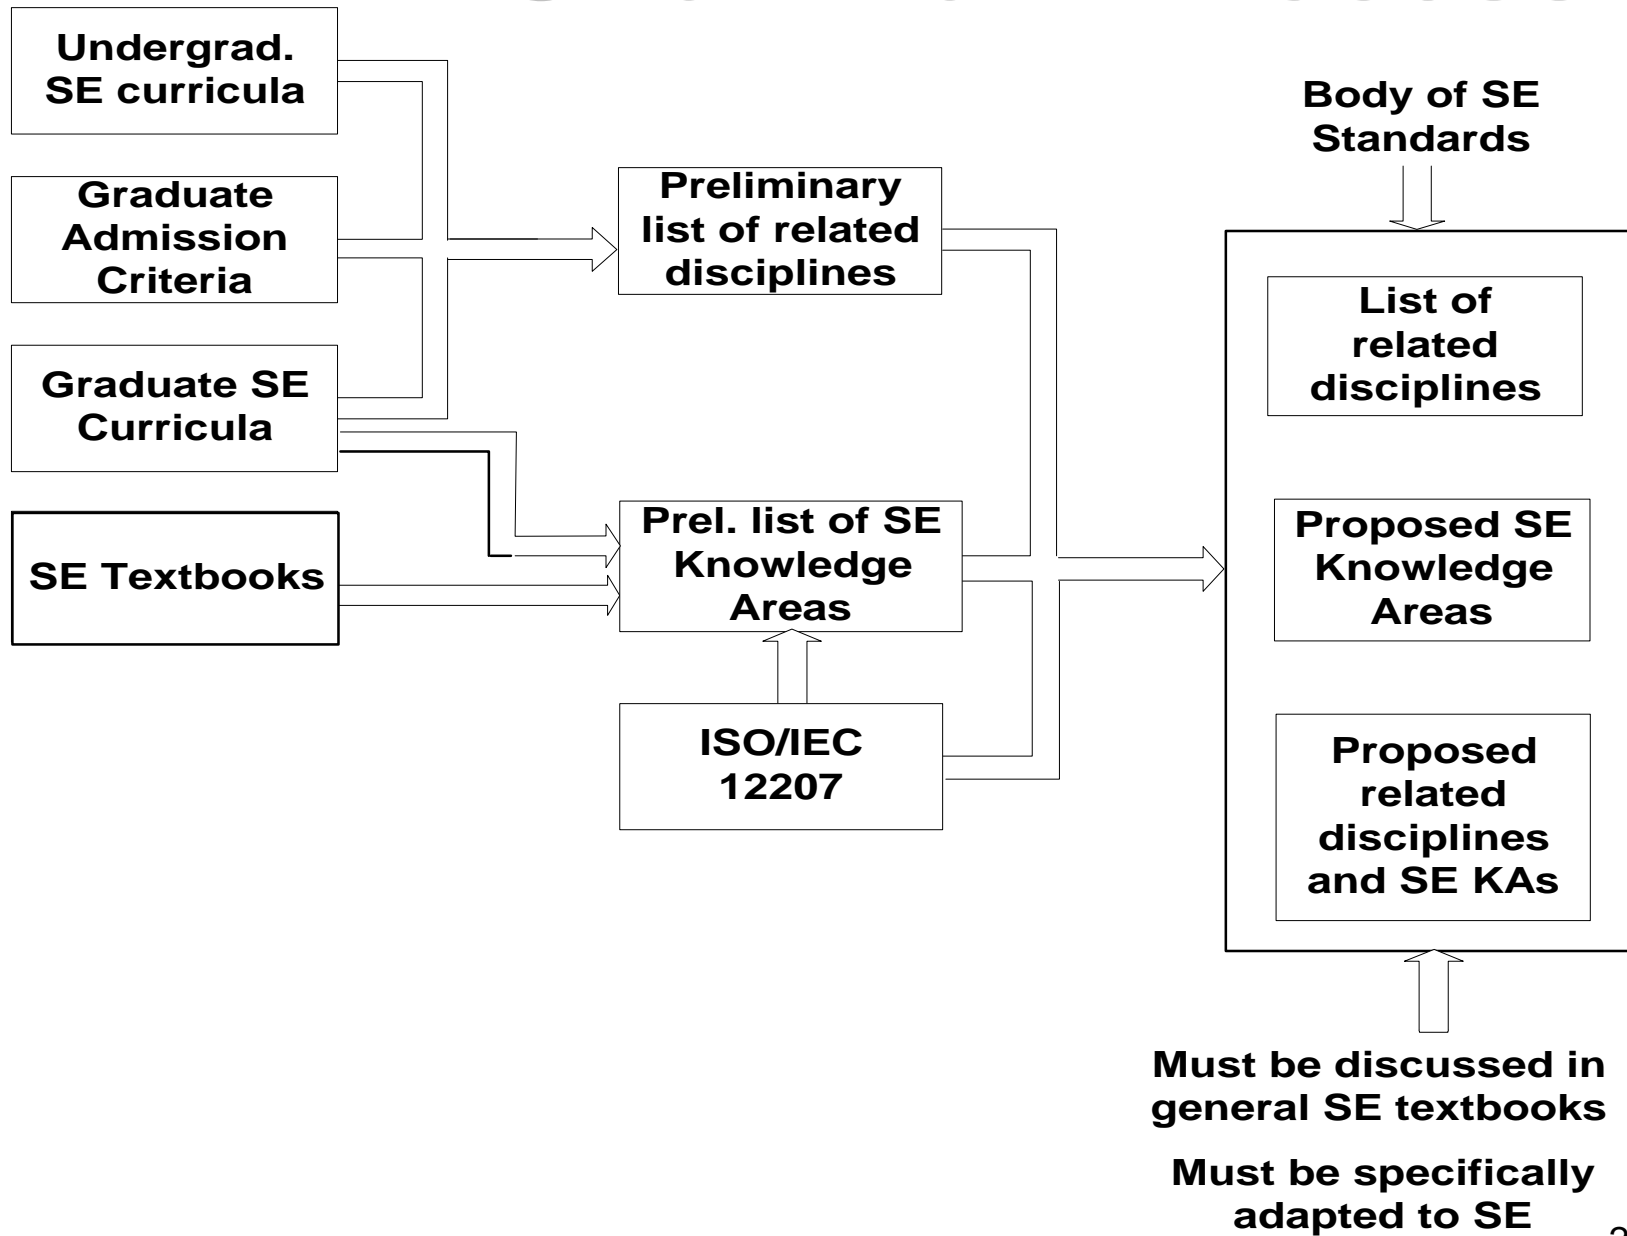 Undergrad.
SE curricula
Graduate
Admission
Criteria
Graduate SE
Curricula
SE Textbooks
Preliminary
list of related
disciplines
Prel. list of SE
Knowledge
Areas
ISO/IEC
12207
Body of SE
Standards
List of
related
disciplines
Proposed SE
Knowledge
Areas
Proposed
related
disciplines
and SE KAs
Must be discussed in
general SE textbooks
Must be specifically
adapted to SE